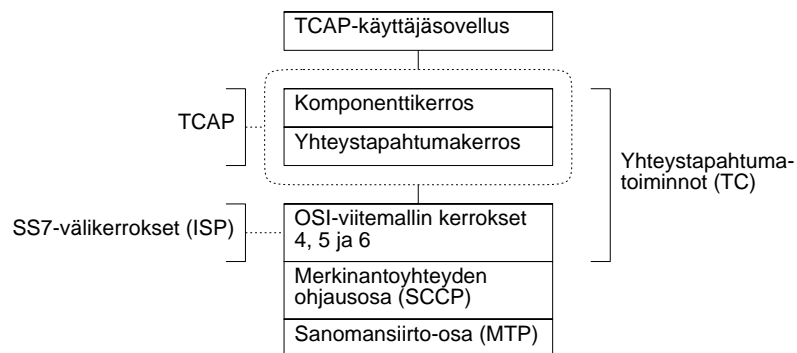 TCAP-käyttäjäsovellus
Komponenttikerros
TCAP
Yhteystapahtumakerros
Yhteystapahtuma-
toiminnot (TC)
OSI-viitemallin kerrokset
4, 5 ja 6
SS7-välikerrokset (ISP)
Merkinantoyhteyden
ohjausosa (SCCP)
Sanomansiirto-osa (MTP)